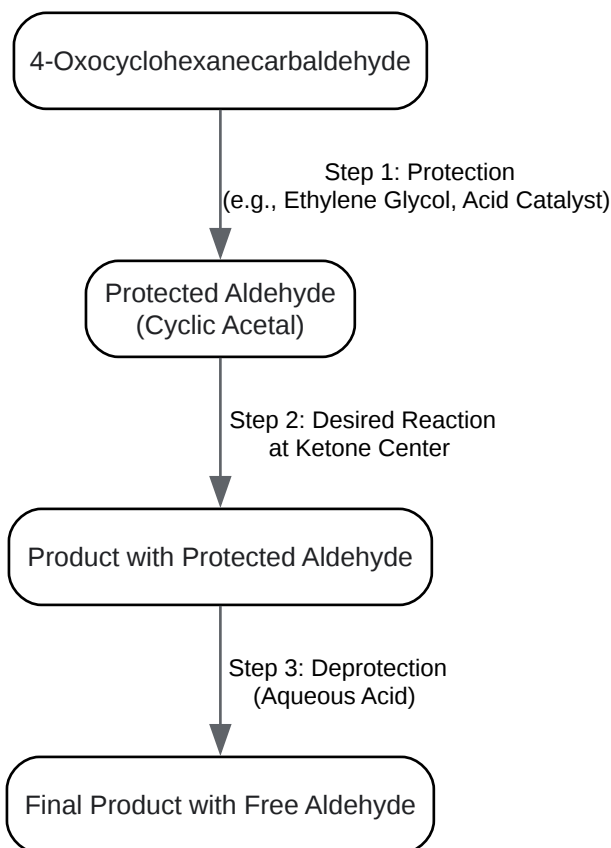 4-Oxocyclohexanecarbaldehyde
Step 1: Protection
(e.g., Ethylene Glycol, Acid Catalyst)
Protected Aldehyde
(Cyclic Acetal)
Step 2: Desired Reaction
at Ketone Center
Product with Protected Aldehyde
Step 3: Deprotection
(Aqueous Acid)
Final Product with Free Aldehyde